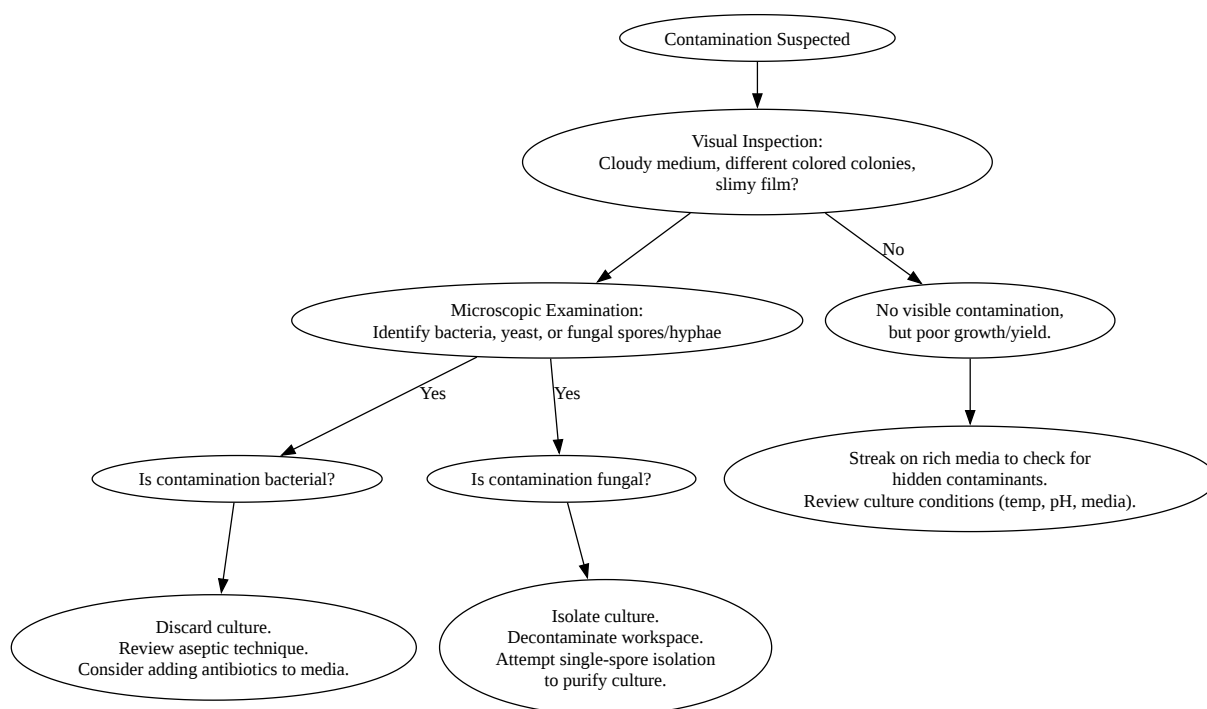 Contamination Suspected
Visual Inspection:
Cloudy medium, different colored colonies,
slimy film?
No
Microscopic Examination:
Identify bacteria, yeast, or fungal spores/hyphae
No visible contamination,
but poor growth/yield.
Yes
Yes
Is contamination bacterial?
Is contamination fungal?
Streak on rich media to check for
hidden contaminants.
Review culture conditions (temp, pH, media).
Discard culture.
Review aseptic technique.
Consider adding antibiotics to media.
Isolate culture.
Decontaminate workspace.
Attempt single-spore isolation
to purify culture.